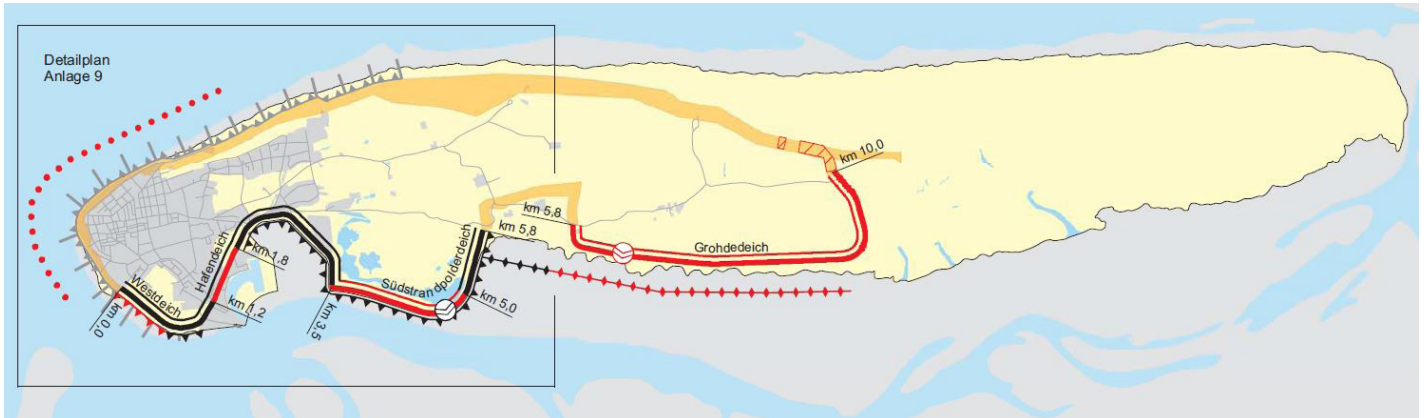 Detailplan
Anlage 9
km 10,0
km 5,8
km 5,8
Grohdedeich
Hafendeich
km 1,8
Westdeich
Südstrandpolderdeich
km 0,0
km 1,2
km 3,5
km 5,0